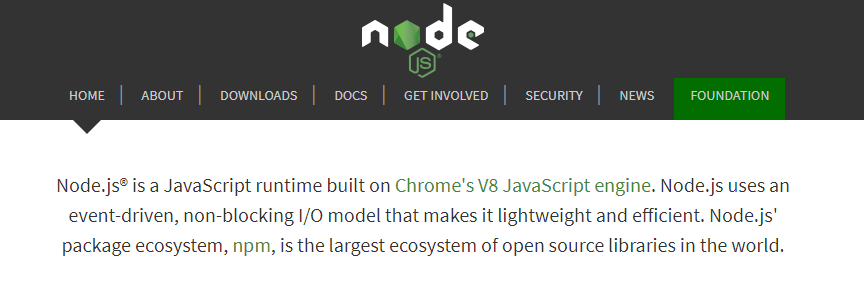 node
JS®
HOME | ABOUT | DOWNLOADS | DOCS | GET INVOLVED | SECURITY | NEWS FOUNDATION
Node.js® is a JavaScript runtime built on Chrome's V8 JavaScript engine. Node.js uses an
event-driven, non-blocking I/O model that makes it lightweight and efficient. Node.js'
package ecosystem, npm, is the largest ecosystem of open source libraries in the world.